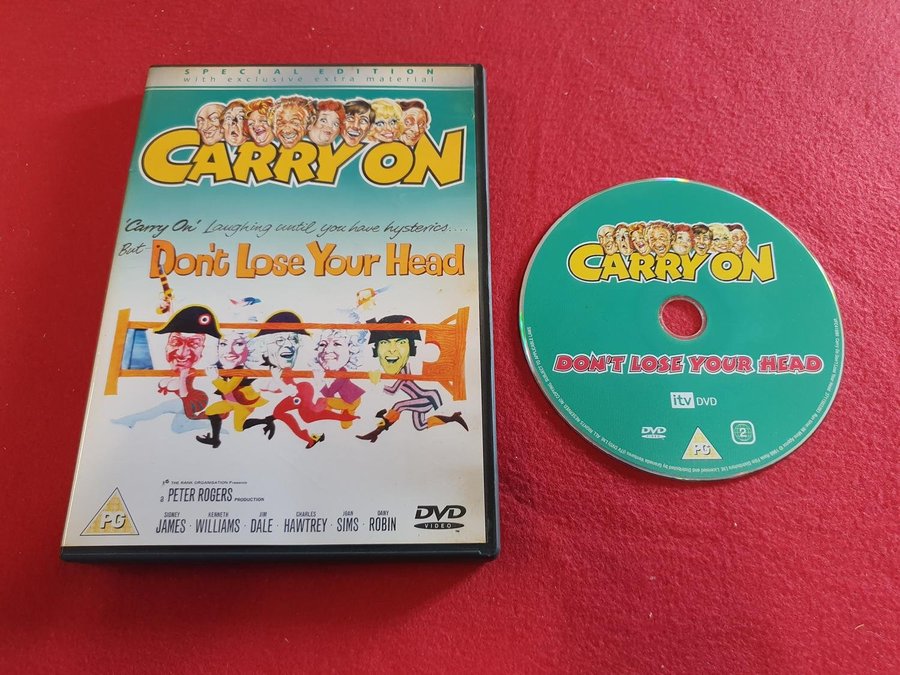 SPECIAL EDITION
with exclusive extra material
CARRY ON
'Carry On' Laughing until you have hysterics....
But Don't Lose Your Head
THE RANK ORGANISATION Presents
a PETER ROGERS PRODUCTION
SIDNEY JAMES · KENNETH WILLIAMS · JIM DALE · CHARLES HAWTREY · JOAN SIMS · DANY ROBIN
PG
DVD
VIDEO
CARRY ON
DON'T LOSE YOUR HEAD
itv DVD
DVD
VIDEO
PG
2